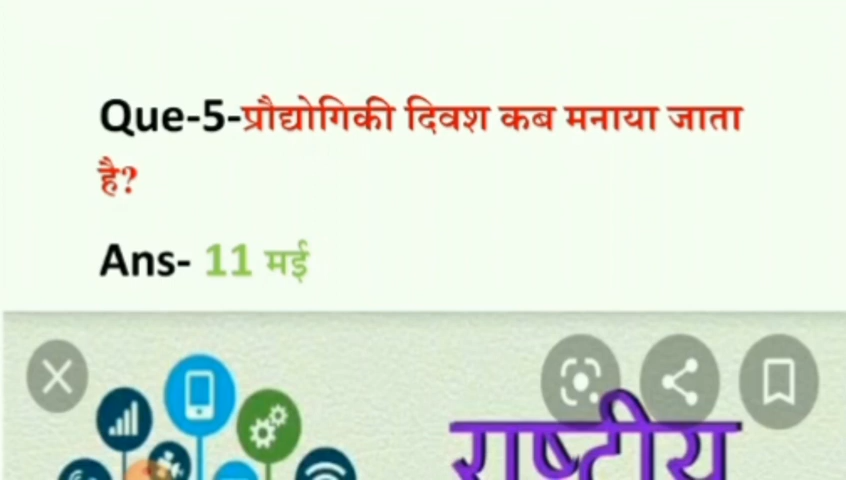 Que-5-प्रौद्योगिकी दिवश कब मनाया जाता
है?
Ans- 11 मई
राष्ट्रीय